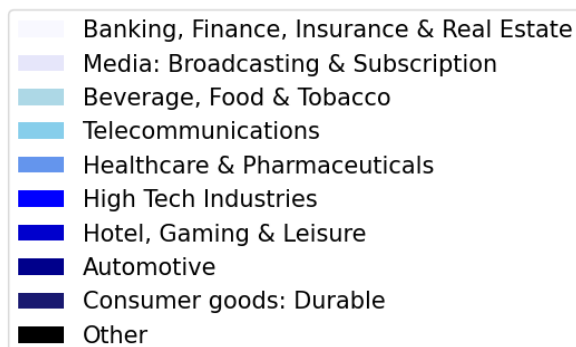 Banking, Finance, Insurance & Real Estate
Media: Broadcasting & Subscription
Beverage, Food & Tobacco
Telecommunications
Healthcare & Pharmaceuticals
High Tech Industries
Hotel, Gaming & Leisure
Automotive
Consumer goods: Durable
Other